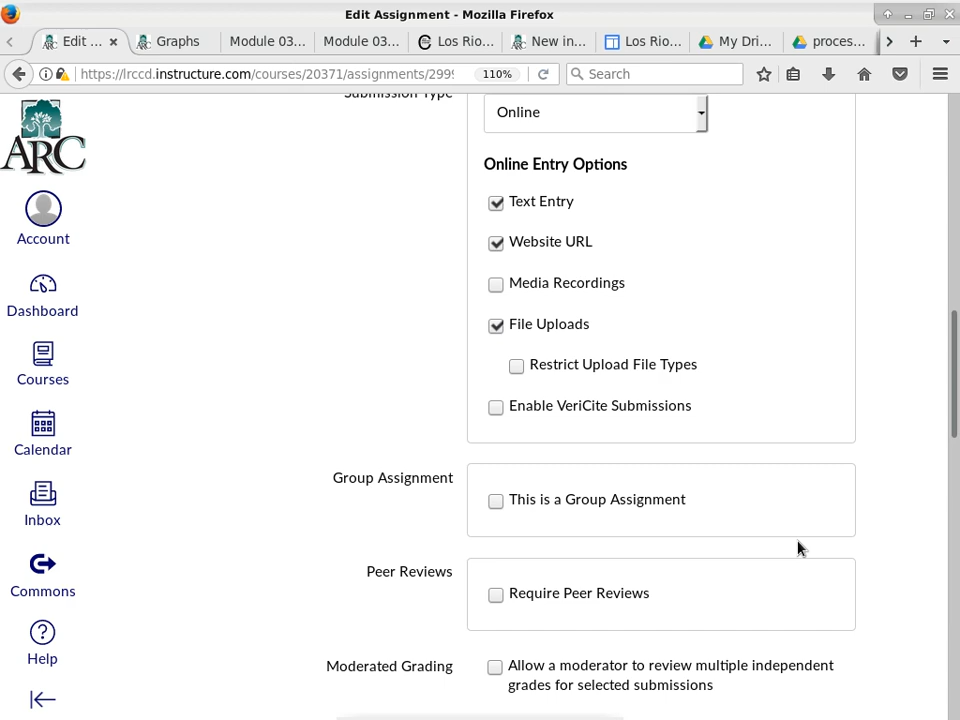 Edit Assignment - Mozilla Firefox
Edit ...
Graphs
Module 03...
Module 03...
Los Rio...
New in...
Los Rio...
My Dri...
proces...
https://lrccd.instructure.com/courses/20371/assignments/299
110%
Search
ARC
Account
Dashboard
Courses
Calendar
Inbox
Commons
Help
Submission Type
Online
Online Entry Options
Text Entry
Website URL
Media Recordings
File Uploads
Restrict Upload File Types
Enable VeriCite Submissions
Group Assignment
This is a Group Assignment
Peer Reviews
Require Peer Reviews
Moderated Grading
Allow a moderator to review multiple independent
grades for selected submissions